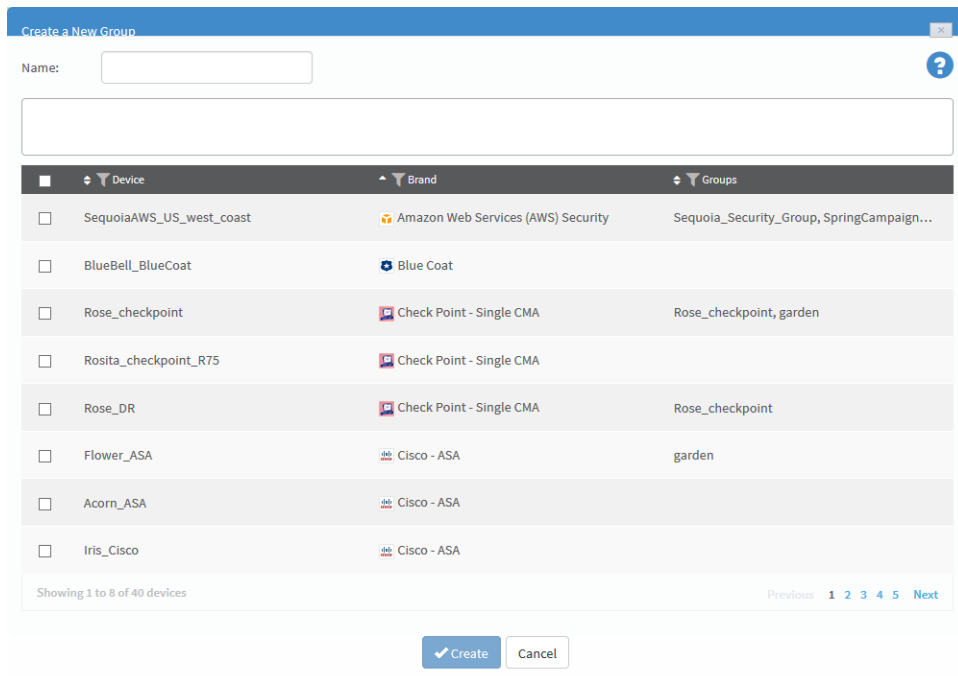 Create a New Group
×
Name:
?
Device Brand Groups
SequoiaAWS_US_west_coast Amazon Web Services (AWS) Security Sequoia_Security_Group, SpringCampaign...
BlueBell_BlueCoat Blue Coat
Rose_checkpoint Check Point - Single CMA Rose_checkpoint, garden
Rosita_checkpoint_R75 Check Point - Single CMA
Rose_DR Check Point - Single CMA Rose_checkpoint
Flower_ASA Cisco - ASA garden
Acorn_ASA Cisco - ASA
Iris_Cisco Cisco - ASA
Showing 1 to 8 of 40 devices Previous 1 2 3 4 5 Next
Create Cancel